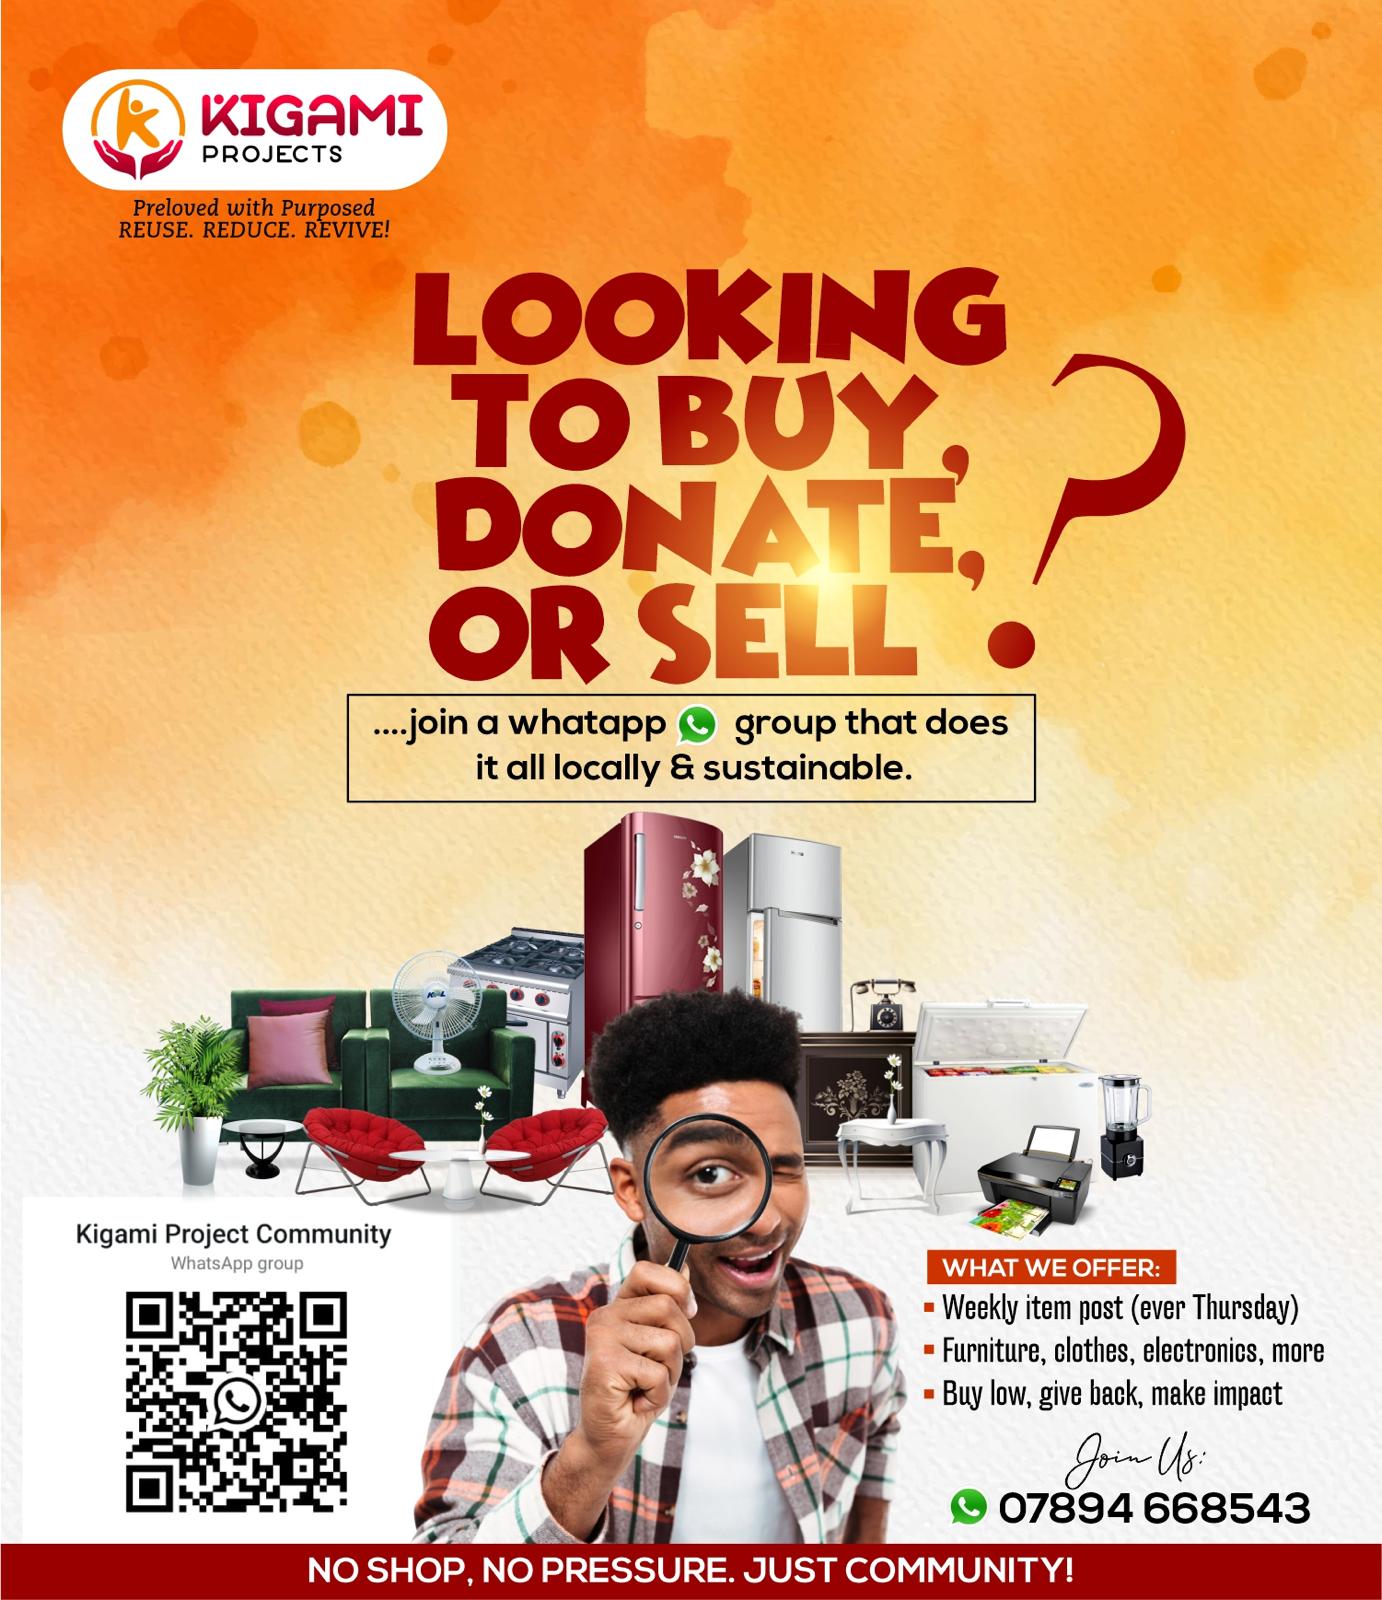 KIGAMI
PROJECTS
Preloved with Purposed
REUSE. REDUCE. REVIVE!
LOOKING
TO BUY,
DONATE,
OR SELL ?
....join a whatapp group that does
it all locally & sustainable.
Kigami Project Community
WhatsApp group
WHAT WE OFFER:
Weekly item post (ever Thursday)
Furniture, clothes, electronics, more
Buy low, give back, make impact
Join Us:
07894 668543
NO SHOP, NO PRESSURE. JUST COMMUNITY!